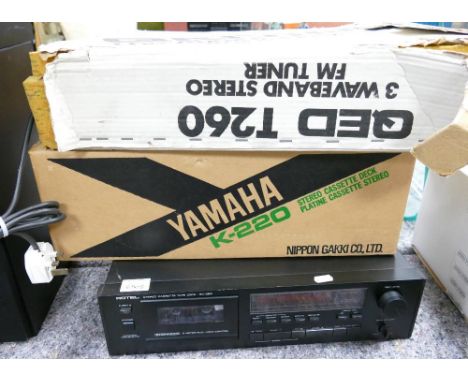 3 WAVEBAND STEREO
FM TUNER
QED T260
YAMAHA
K-220
STEREO CASSETTE DECK
PLATINE CASSETTE STEREO
NIPPON GAKKI CO., LTD.
ROTEL